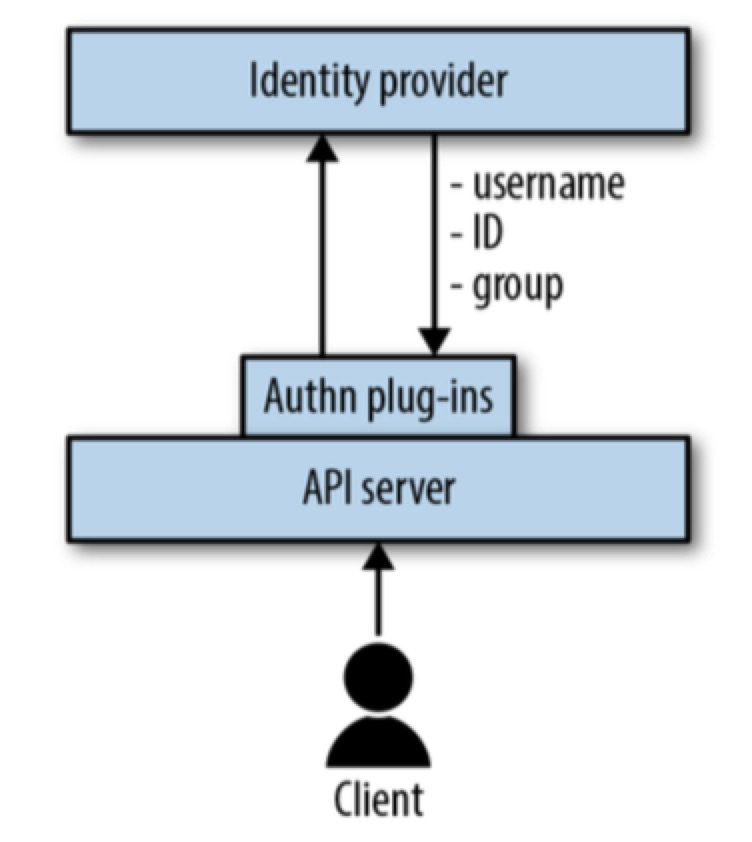 Identity provider
- username
- ID
- group
Authn plug-ins
API server
Client